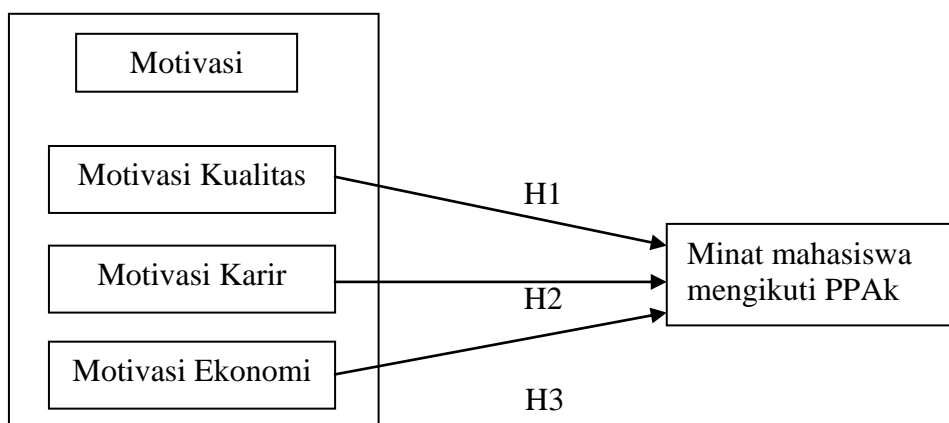 Motivasi
Motivasi Kualitas
H1
Motivasi Karir
H2
Minat mahasiswa
mengikuti PPAk
Motivasi Ekonomi
H3